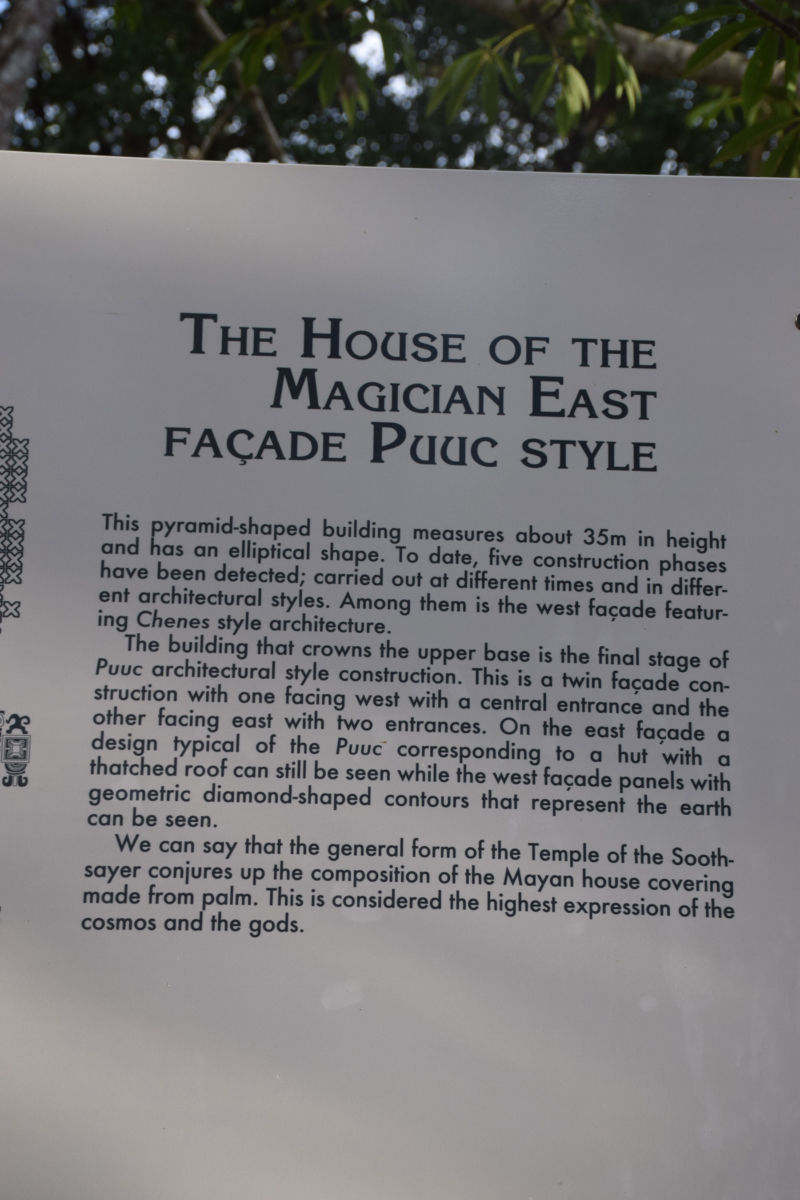 THE HOUSE OF THE
MAGICIAN EAST
FAÇADE PUUC STYLE
This pyramid-shaped building measures about 35m in height
and has an elliptical shape. To date, five construction phases
have been detected; carried out at different times and in differ-
ent architectural styles. Among them is the west façade featur-
ing Chenes style architecture.
The building that crowns the upper base is the final stage of
Puuc architectural style construction. This is a twin façade con-
struction with one facing west with a central entrance and the
other facing east with two entrances. On the east façade a
design typical of the Puuc corresponding to a hut with a
thatched roof can still be seen while the west façade panels with
geometric diamond-shaped contours that represent the earth
can be seen.
We can say that the general form of the Temple of the Sooth-
sayer conjures up the composition of the Mayan house covering
made from palm. This is considered the highest expression of the
cosmos and the gods.